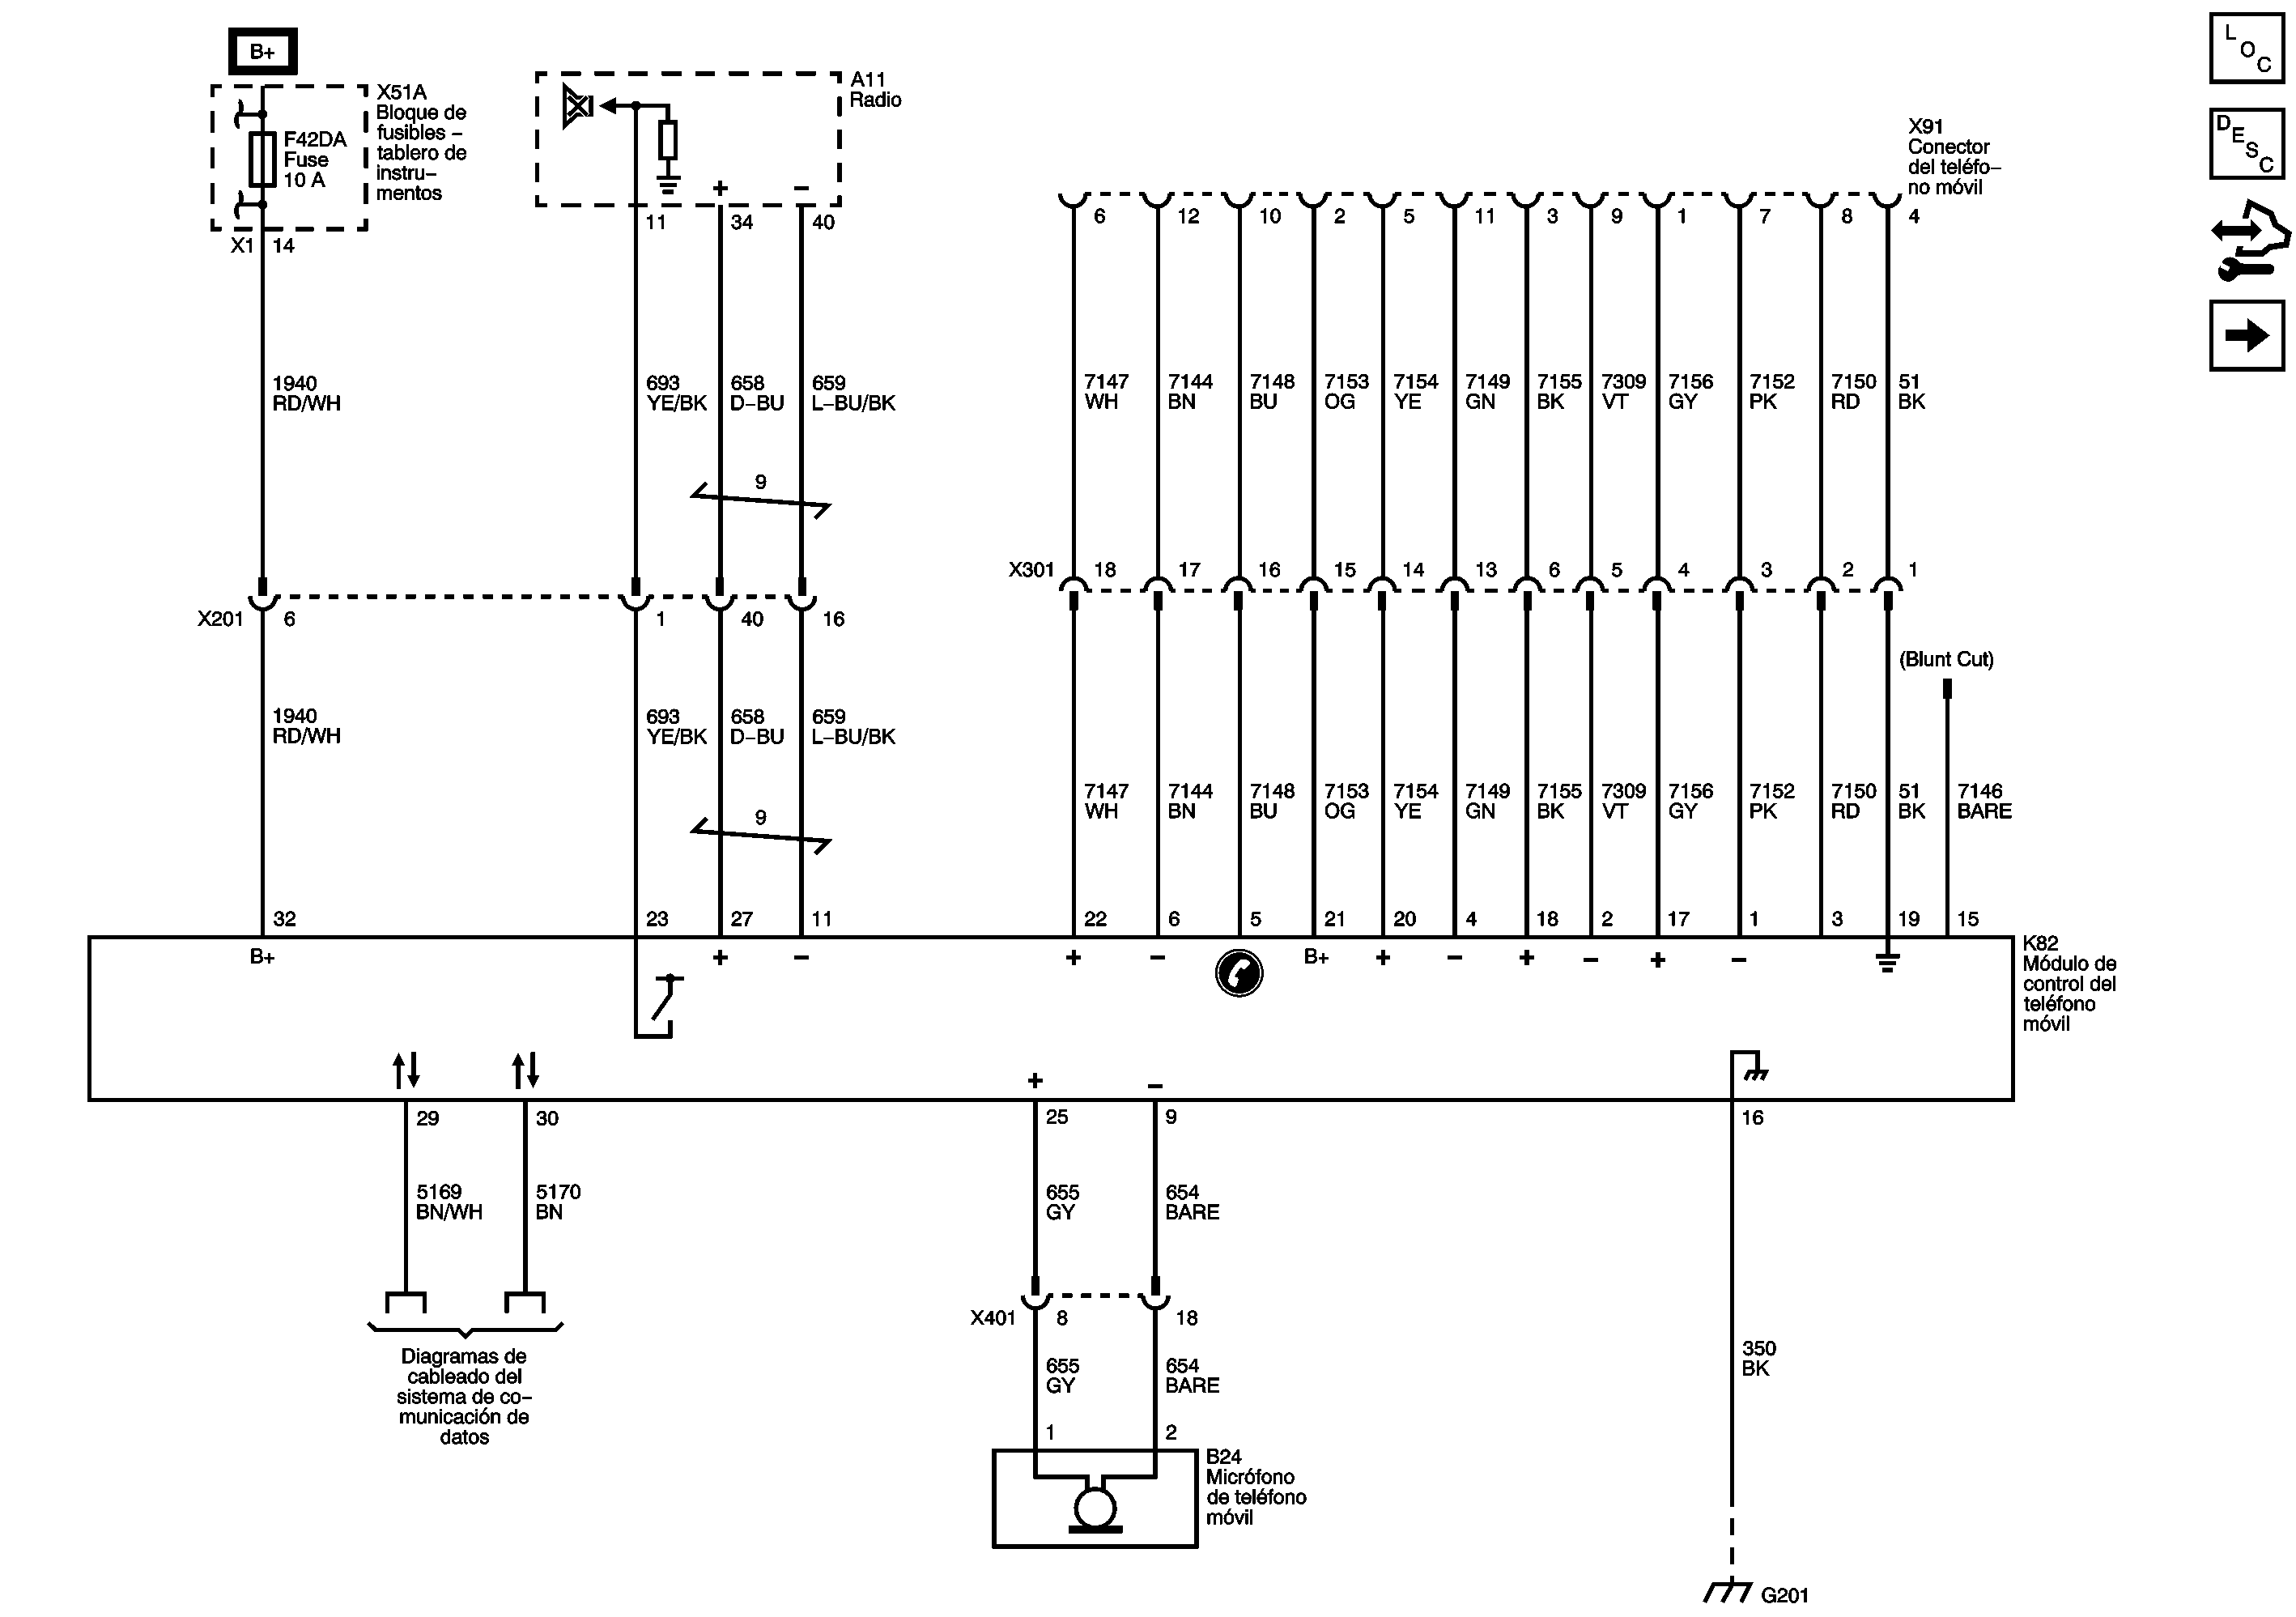 B+
X51A
Bloque de
fusibles –
tablero de
instru–
mentos
F42DA
Fuse
10 A
X1 14
A11
Radio
+ –
11 34 40
X91
Conector
del teléfo–
no móvil
6 12 10 2 5 11 3 9 1 7 8 4
L
O
C
D
E
S
C
1940
RD/WH
693
YE/BK
658
D–BU
659
L–BU/BK
7147
WH
7144
BN
7148
BU
7153
OG
7154
YE
7149
GN
7155
BK
7309
VT
7156
GY
7152
PK
7150
RD
51
BK
9
X301 18 17 16 15 14 13 6 5 4 3 2 1
X201 6 1 40 16
(Blunt Cut)
1940
RD/WH
693
YE/BK
658
D–BU
659
L–BU/BK
7147
WH
7144
BN
7148
BU
7153
OG
7154
YE
7149
GN
7155
BK
7309
VT
7156
GY
7152
PK
7150
RD
51
BK
7146
BARE
9
32 23 27 11 22 6 5 21 20 4 18 2 17 1 3 19 15
B+ + – + – B+ + – + – + –
K82
Módulo de
control del
teléfono
móvil
+ –
29 30 25 9 16
5169
BN/WH
5170
BN
655
GY
654
BARE
X401 8 18
Diagramas de
cableado del
sistema de co–
municación de
datos
655
GY
654
BARE
350
BK
1 2
B24
Micrófono
de teléfono
móvil
G201